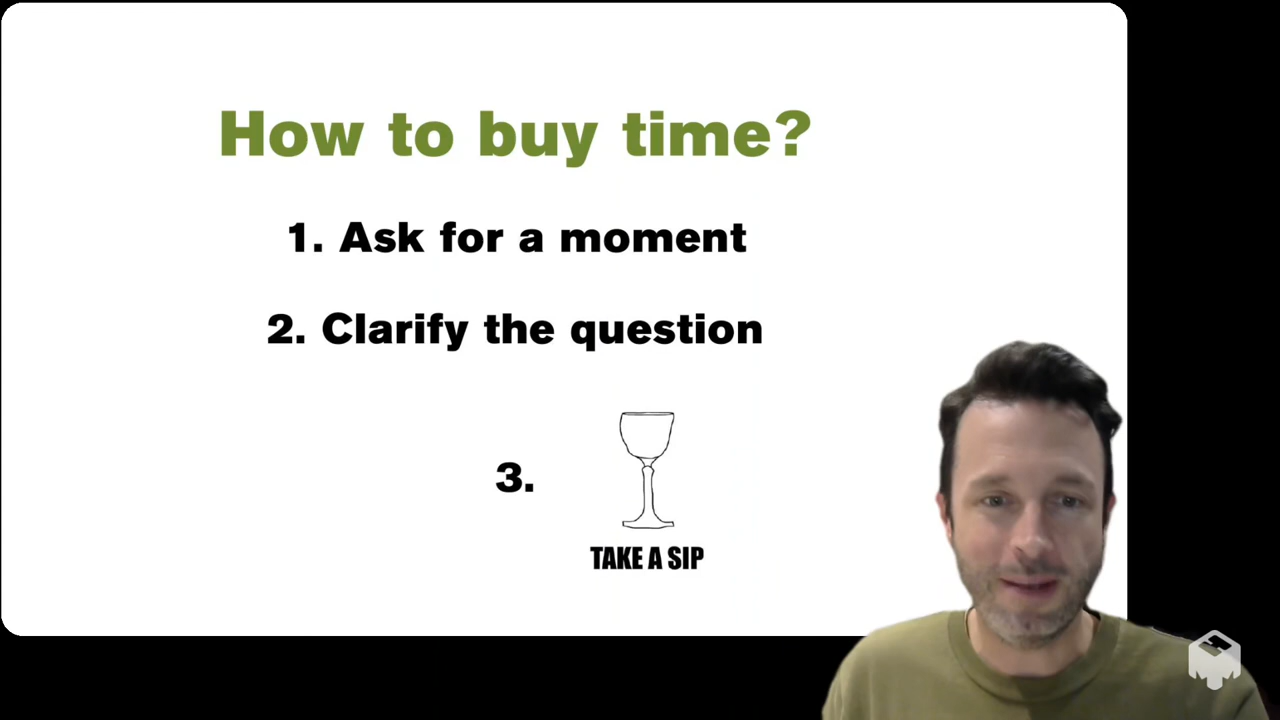 How to buy time?
1. Ask for a moment
2. Clarify the question
3.
TAKE A SIP